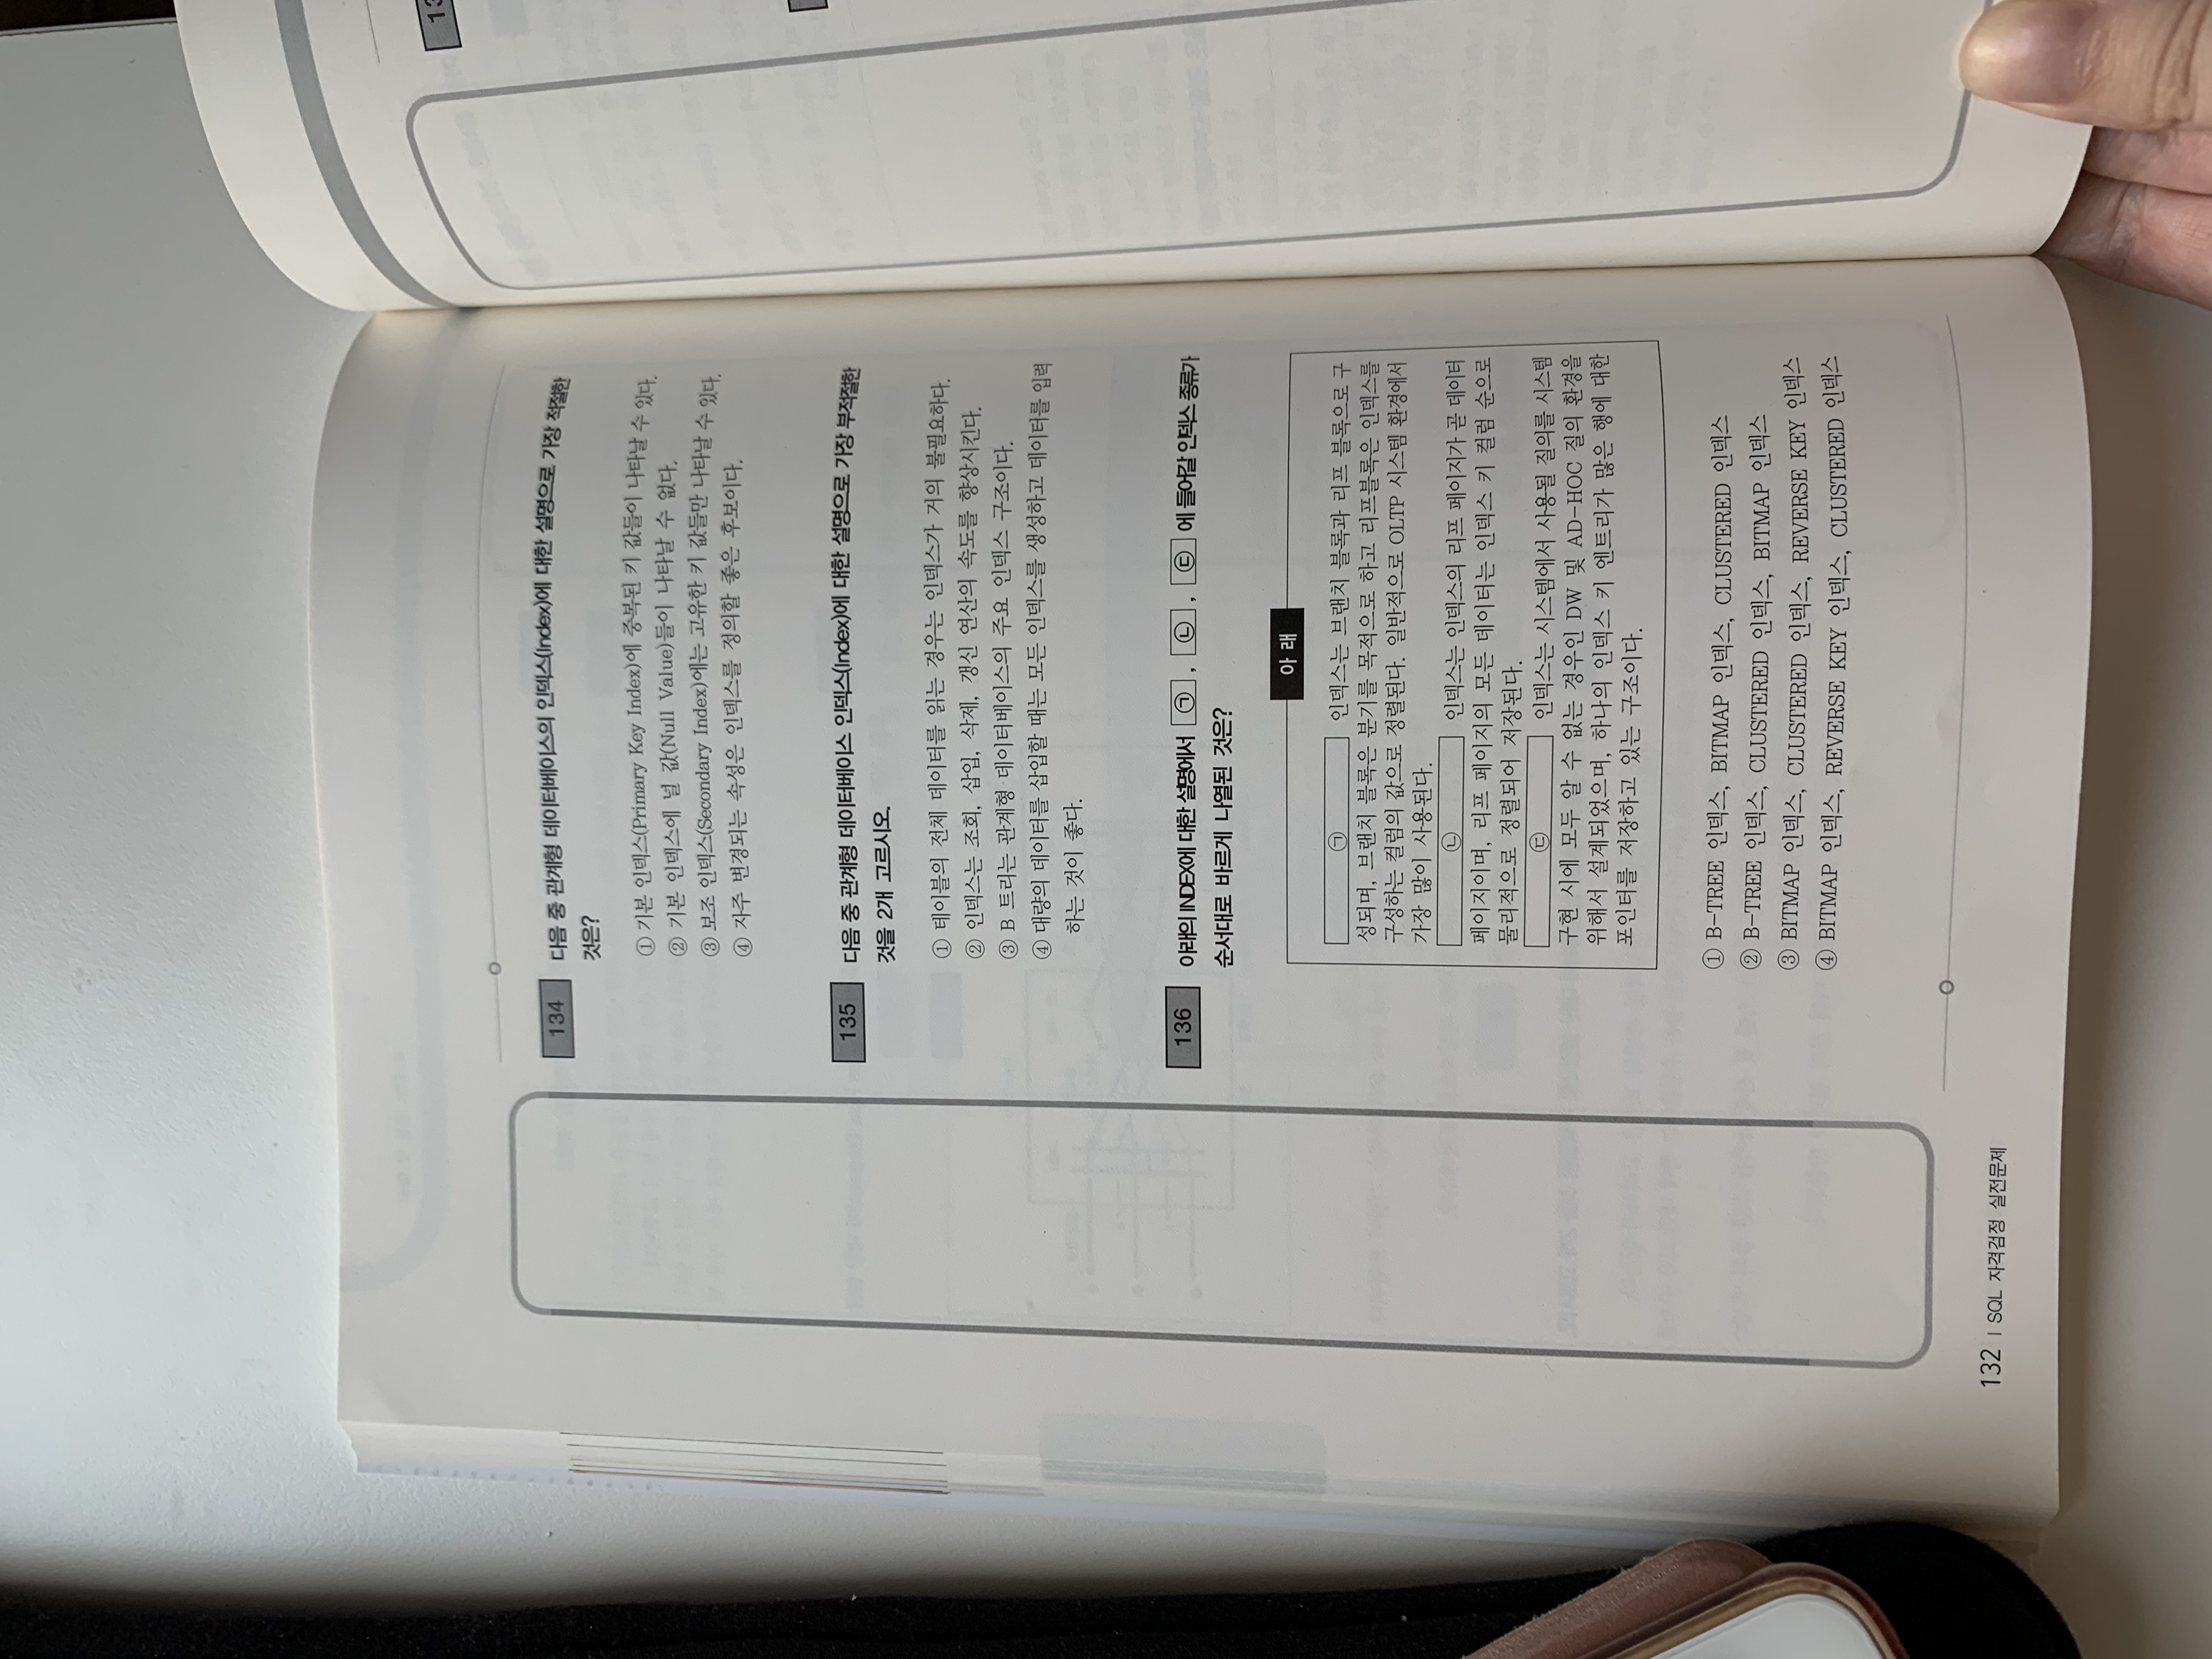 134 다음 중 관계형 데이터베이스의 인덱스(Index)에 대한 설명으로 가장 적절한
것은?
① 기본 인덱스(Primary Key Index)에 중복된 키 값들이 나타날 수 있다.
② 기본 인덱스에 널 값(Null Value)들이 나타날 수 없다.
③ 보조 인덱스(Secondary Index)에는 고유한 키 값들만 나타날 수 있다.
④ 자주 변경되는 속성은 인덱스를 정의할 좋은 후보이다.
135 다음 중 관계형 데이터베이스 인덱스(Index)에 대한 설명으로 가장 부적절한
것을 2개 고르시오.
① 테이블의 전체 데이터를 읽는 경우는 인덱스가 거의 불필요하다.
② 인덱스는 조회, 삽입, 삭제, 갱신 연산의 속도를 향상시킨다.
③ B 트리는 관계형 데이터베이스의 주요 인덱스 구조이다.
④ 대량의 데이터를 삽입할 때는 모든 인덱스를 생성하고 데이터를 입력
하는 것이 좋다.
136 아래의 INDEX에 대한 설명에서 ㉠, ㉡, ㉢에 들어갈 인덱스 종류가
순서대로 바르게 나열된 것은?
아 래
㉠ 인덱스는 브랜치 블록과 리프 블록으로 구
성되며, 브랜치 블록은 분기를 목적으로 하고 리프블록은 인덱스를
구성하는 컬럼의 값으로 정렬된다. 일반적으로 OLTP 시스템 환경에서
가장 많이 사용된다.
㉡ 인덱스는 인덱스의 리프 페이지가 곧 데이터
페이지이며, 리프 페이지의 모든 데이터는 인덱스 키 컬럼 순으로
물리적으로 정렬되어 저장된다.
㉢ 인덱스는 시스템에서 사용될 질의를 시스템
구현 시에 모두 알 수 없는 경우인 DW 및 AD-HOC 질의 환경을
위해서 설계되었으며, 하나의 인덱스 키 엔트리가 많은 행에 대한
포인터를 저장하고 있는 구조이다.
① B-TREE 인덱스, BITMAP 인덱스, CLUSTERED 인덱스
② B-TREE 인덱스, CLUSTERED 인덱스, BITMAP 인덱스
③ BITMAP 인덱스, CLUSTERED 인덱스, REVERSE KEY 인덱스
④ BITMAP 인덱스, REVERSE KEY 인덱스, CLUSTERED 인덱스
132 | SQL 자격검정 실전문제